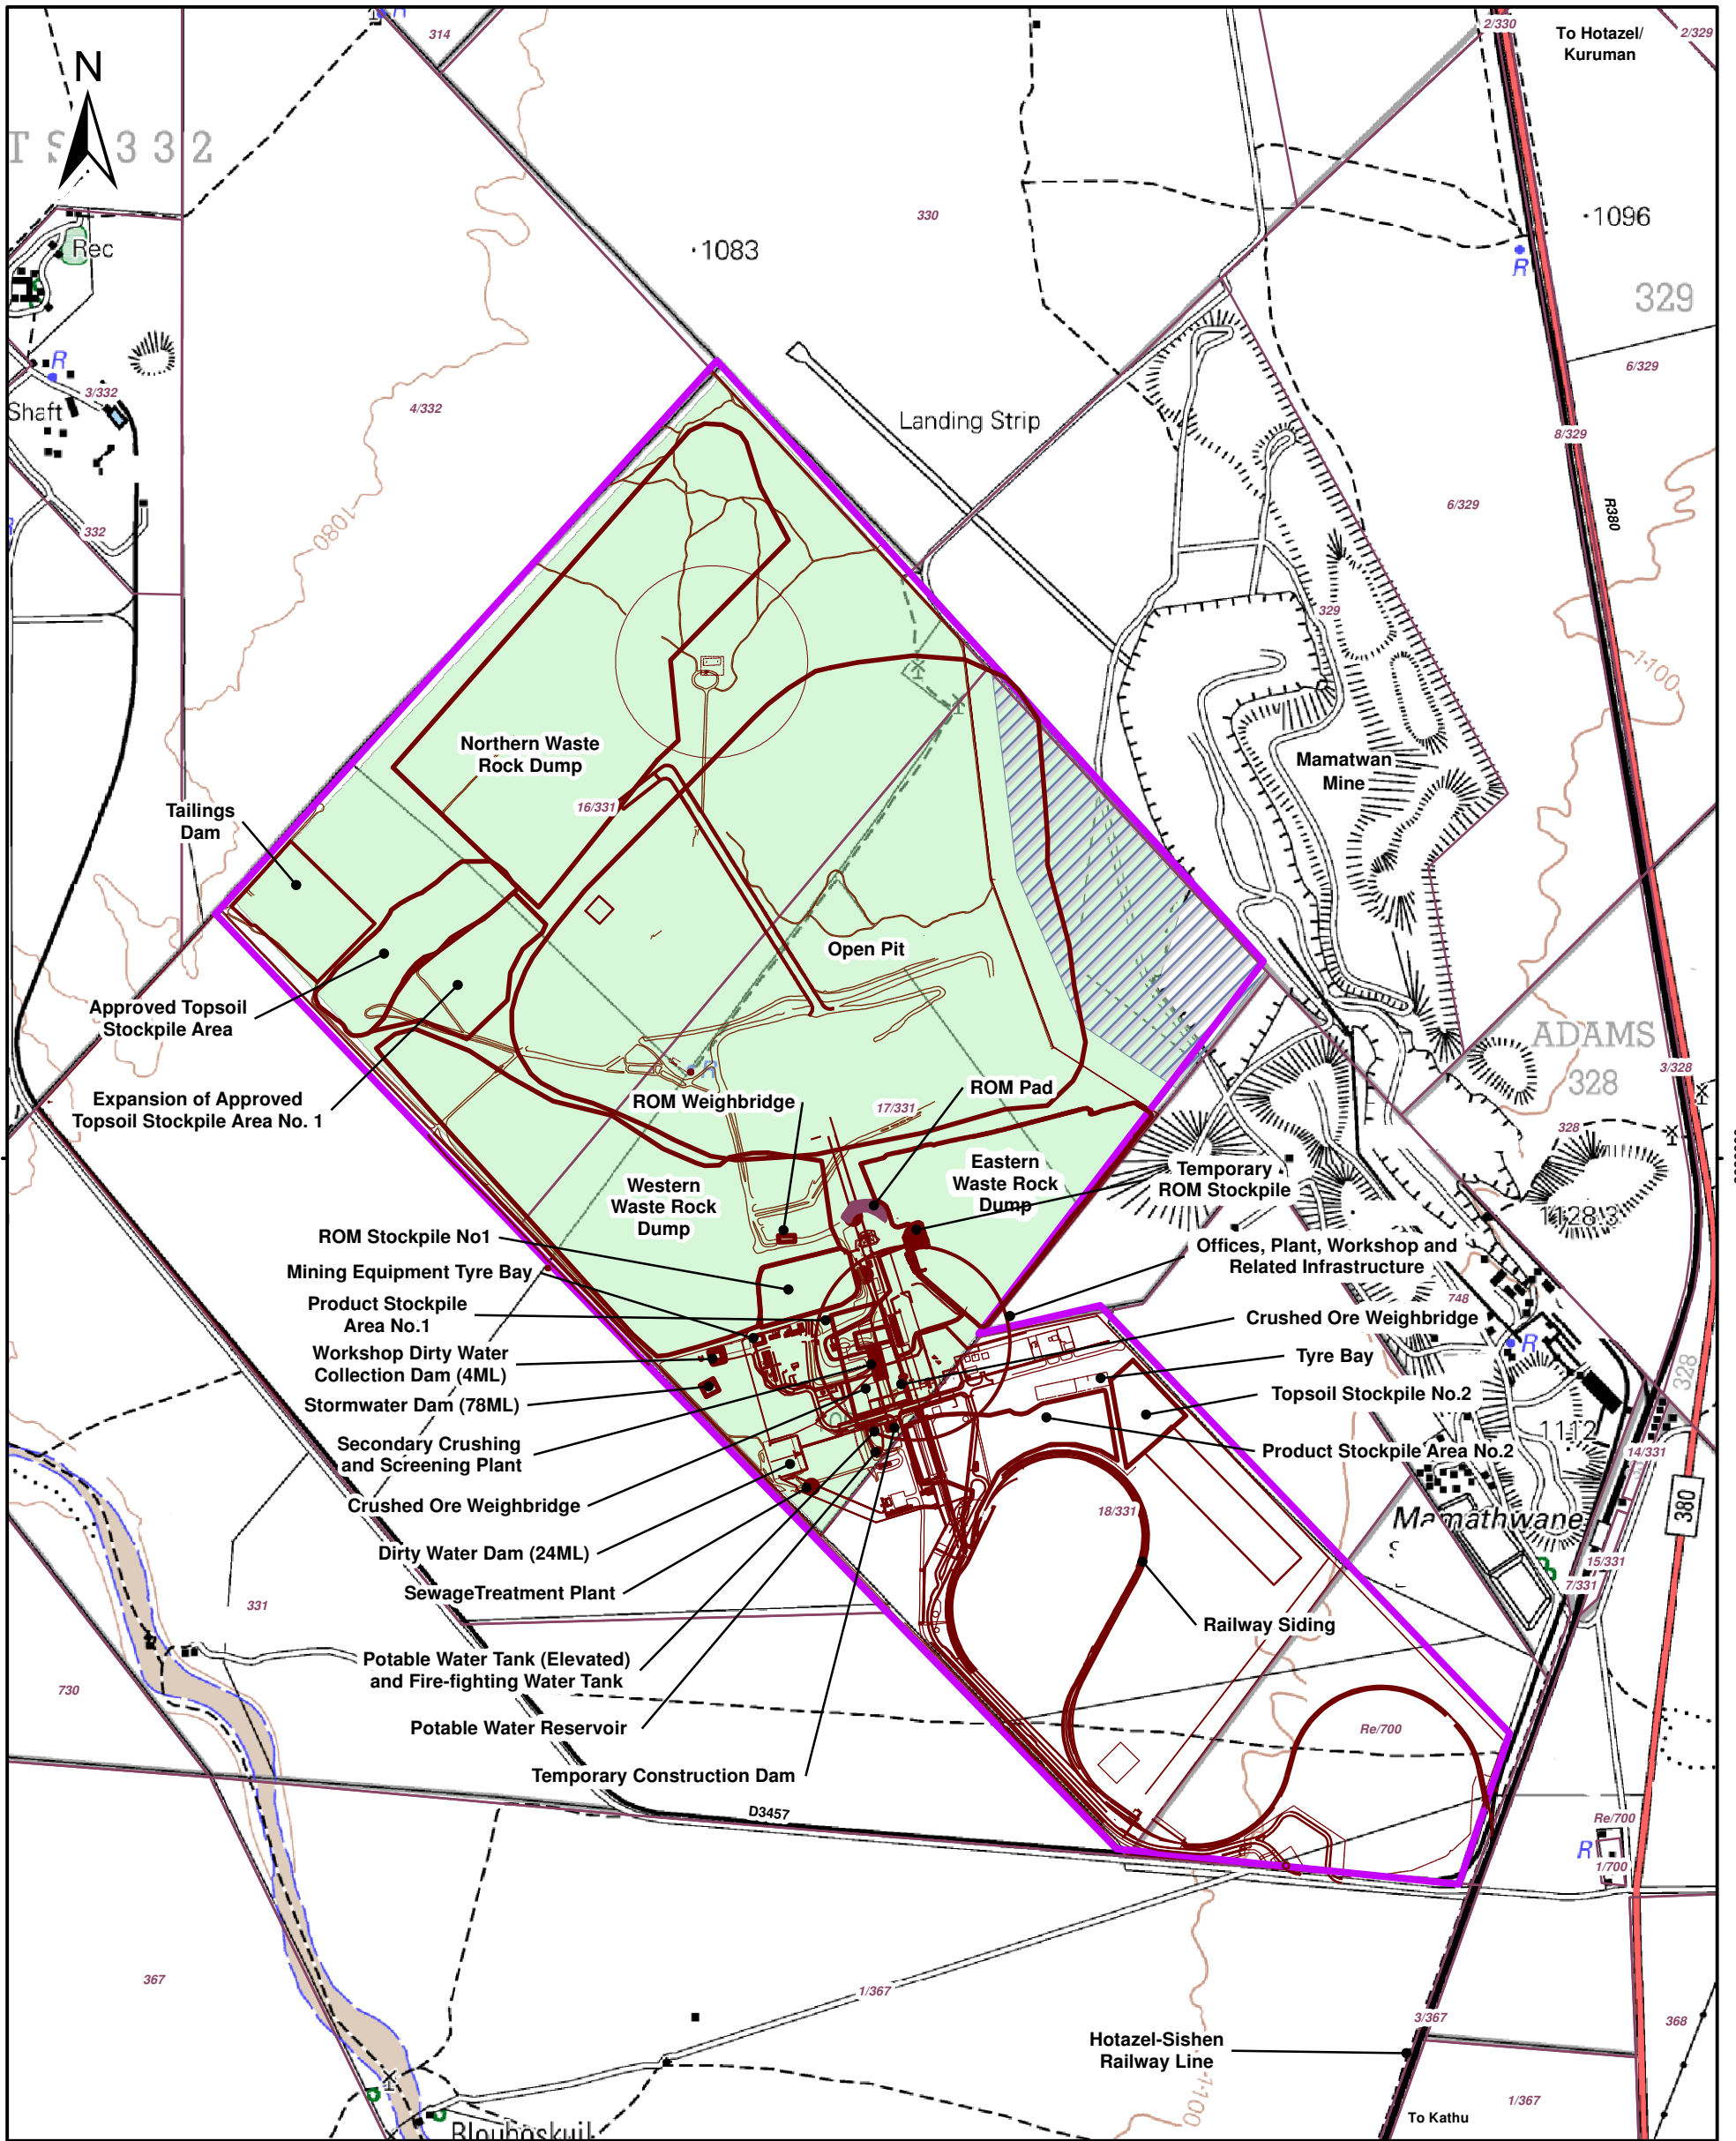 314
2/330
To Hotazel/
Kuruman
2/329
N
T S 3 3 2
330
1096
R
1083
Rec
329
R
3/332
6/329
Shaft
4/332
Landing Strip
8/329
6/329
R380
332
1080
329
1100
Northern Waste
Rock Dump
Mamatwan
Mine
16/331
Tailings
Dam
Open Pit
Approved Topsoil
Stockpile Area
ADAMS
328
3/328
R
ROM Pad
Expansion of Approved
Topsoil Stockpile Area No. 1
ROM Weighbridge
17/331
328
Western
Waste Rock
Dump
Eastern
Waste Rock
Dump
Temporary
ROM Stockpile
1128.3
ROM Stockpile No1
Offices, Plant, Workshop and
Related Infrastructure
Mining Equipment Tyre Bay
Product Stockpile
Area No.1
748
Crushed Ore Weighbridge
Workshop Dirty Water
Collection Dam (4ML)
Tyre Bay
R
328
Stormwater Dam (78ML)
Topsoil Stockpile No.2
1112
Secondary Crushing
and Screening Plant
Product Stockpile Area No.2
14/331
Crushed Ore Weighbridge
18/331
Mamathwane
380
Dirty Water Dam (24ML)
15/331
SewageTreatment Plant
7/331
331
Railway Siding
Potable Water Tank (Elevated)
and Fire-fighting Water Tank
730
Potable Water Reservoir
Re/700
Temporary Construction Dam
D3457
Re/700
R
1/700
367
1/367
3/367
368
Hotazel-Sishen
Railway Line
1100
1/367
To Kathu
Blouboskuil